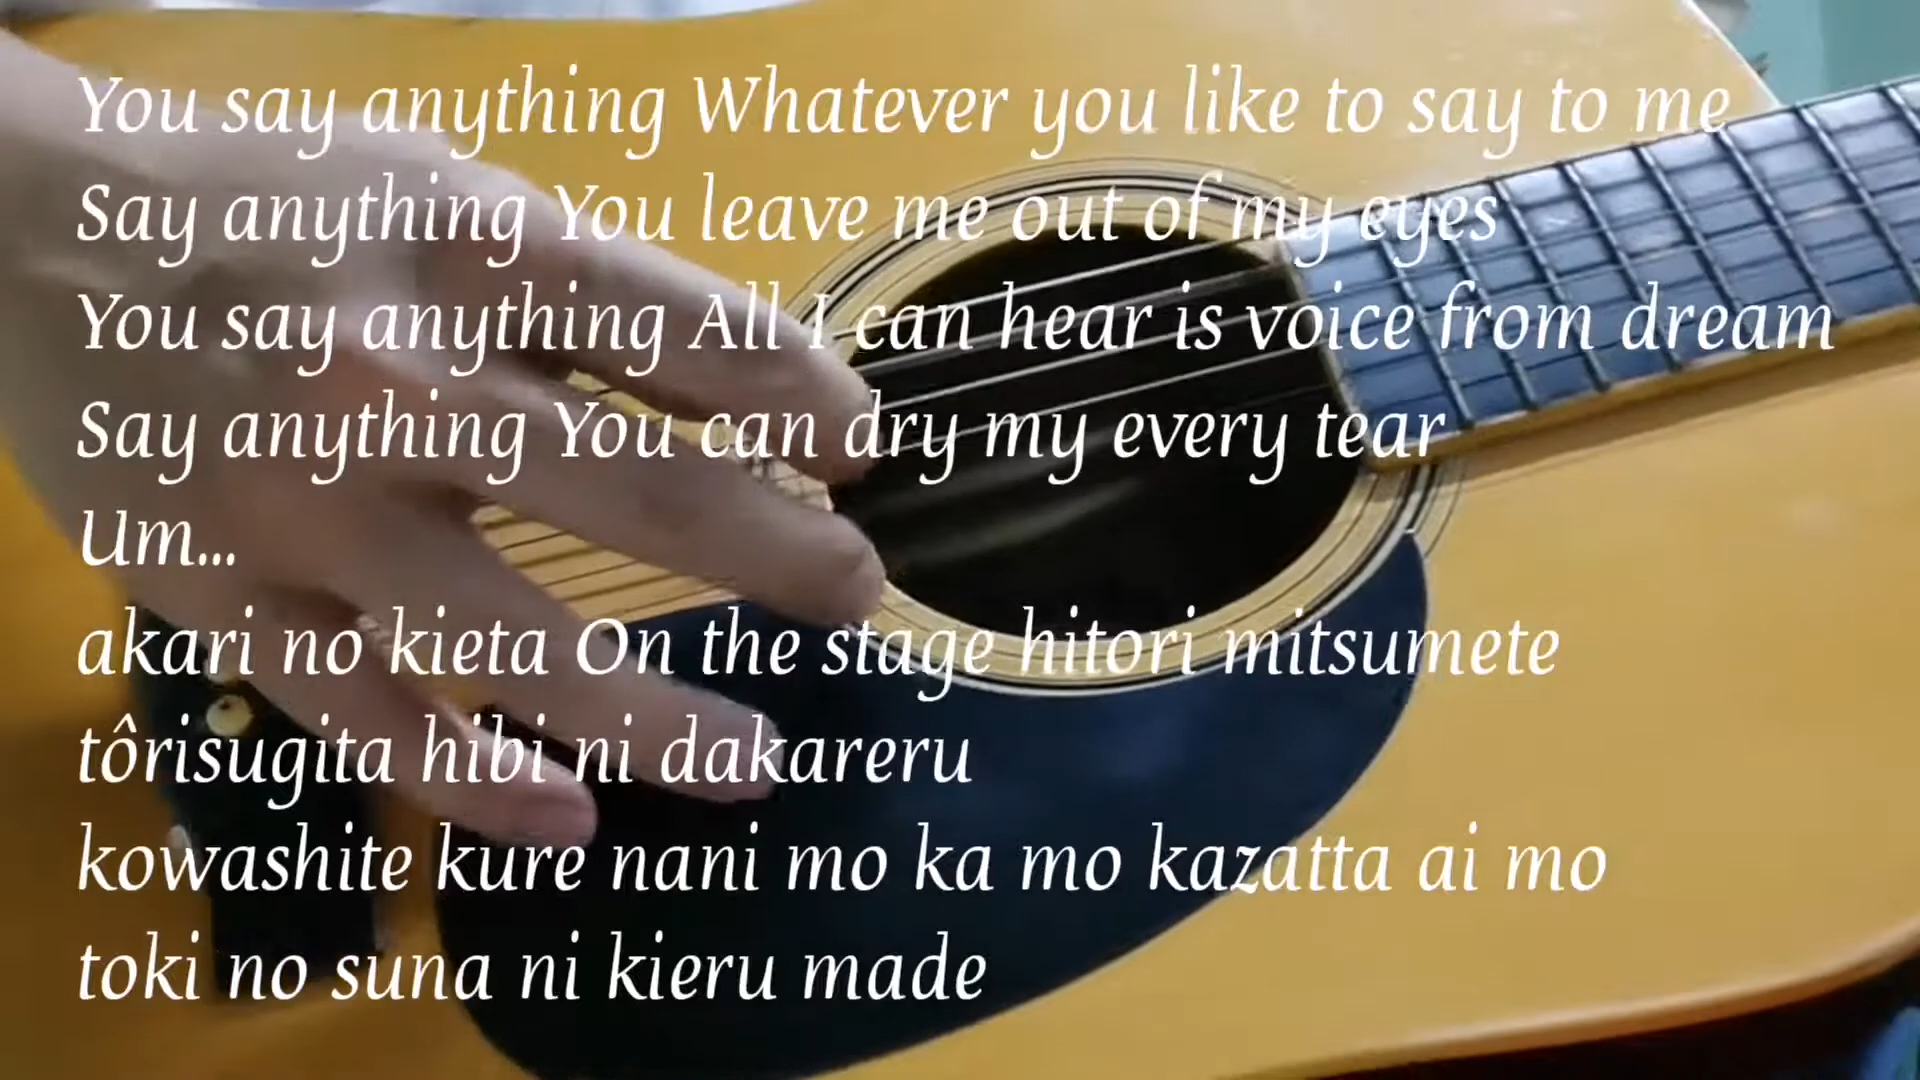 You say anything Whatever you like to say to me
Say anything You leave me out of my eyes
You say anything All I can hear is voice from dream
Say anything You can dry my every tear
Um...
akari no kieta On the stage hitori mitsumete
tôrisugita hibi ni dakareru
kowashite kure nani mo ka mo kazatta ai mo
toki no suna ni kieru made